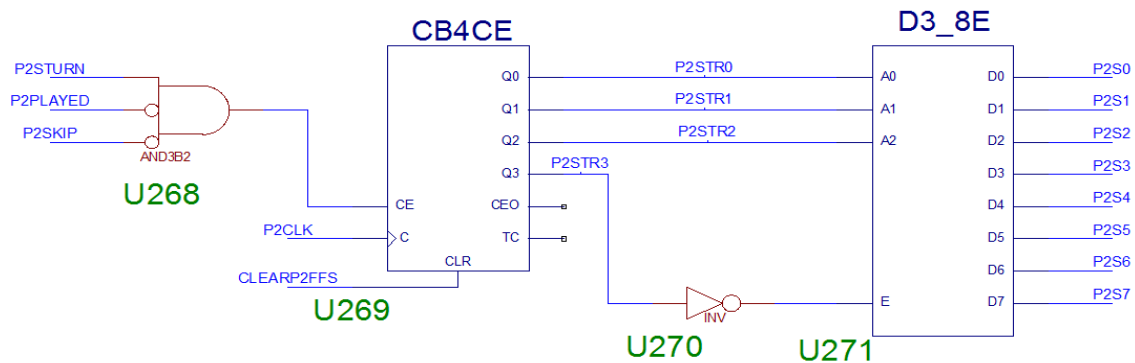 CB4CE
D3_8E
P2STURN
P2PLAYED
P2SKIP
AND3B2
U268
Q0
Q1
Q2
Q3
CEO
TC
CE
C
CLR
P2CLK
CLEARP2FFS
U269
P2STR0
P2STR1
P2STR2
P2STR3
INV
U270
A0
A1
A2
E
D0
D1
D2
D3
D4
D5
D6
D7
U271
P2S0
P2S1
P2S2
P2S3
P2S4
P2S5
P2S6
P2S7